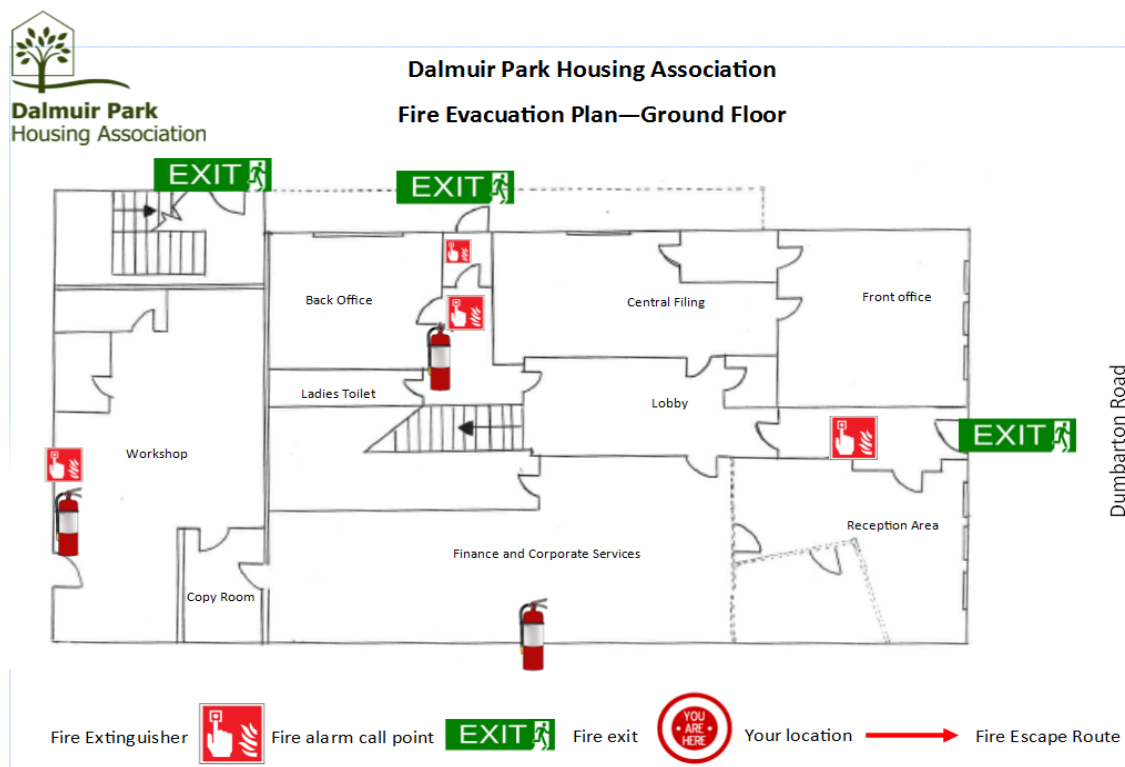 Dalmuir Park
Housing Association
Dalmuir Park Housing Association
Fire Evacuation Plan—Ground Floor
EXIT
EXIT
Back Office
Central Filing
Front office
Ladies Toilet
Lobby
Workshop
EXIT
Dumbarton Road
Reception Area
Finance and Corporate Services
Copy Room
Fire Extinguisher
Fire alarm call point
EXIT
Fire exit
YOU
ARE
HERE
Your location
Fire Escape Route